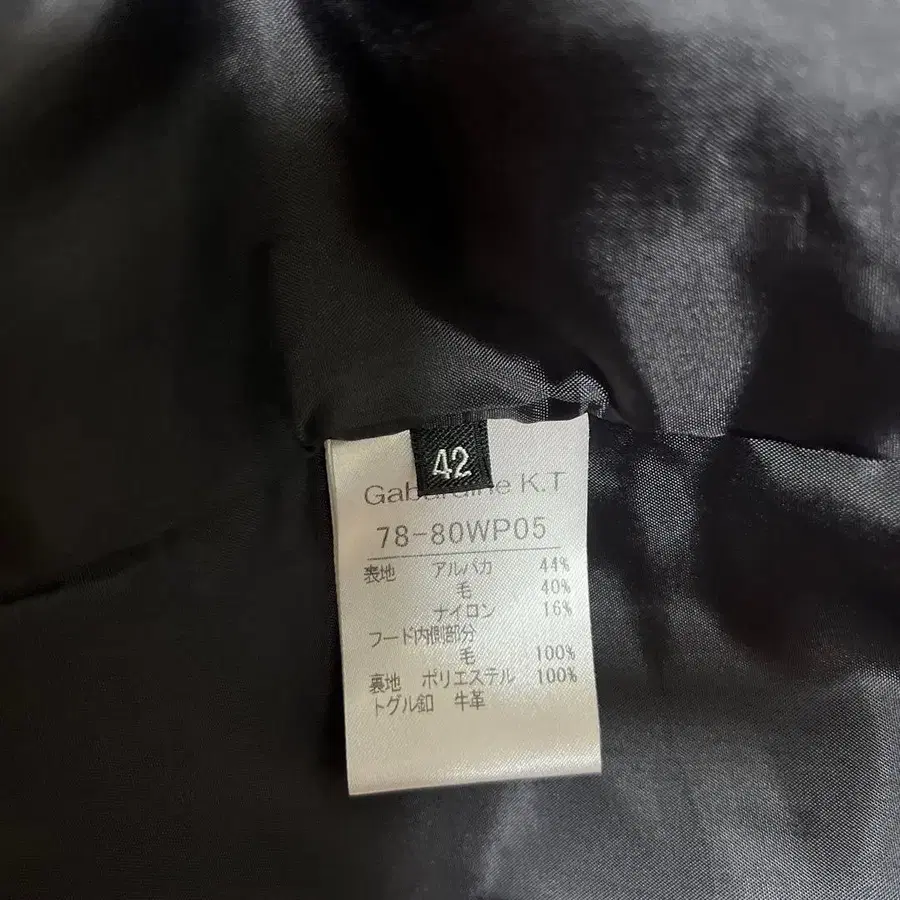 42
Gabardine K.T
78-80WP05
表地 アルパカ 44%
毛 40%
ナイロン 16%
フード内側部分
毛 100%
裏地 ポリエステル 100%
トグル釦 牛革